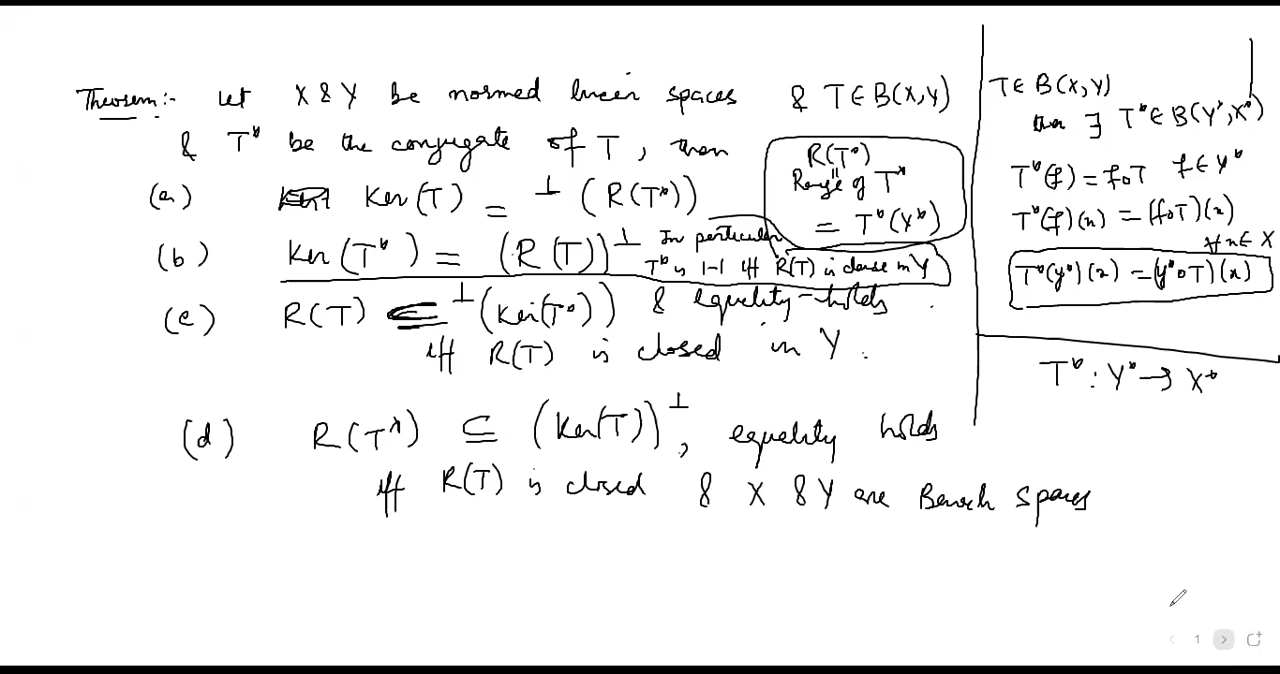 Theorem:- Let X & Y be normed linear spaces & T ∈ B(X,Y)
& T* be the conjugate of T, then
(a) Ker(T) = ⊥(R(T*))
(b) Ker(T*) = (R(T))⊥ In particular
T* is 1-1 iff R(T) is dense in Y
(c) R(T) ⊆ ⊥(Ker(T*)) & equality holds
iff R(T) is closed in Y.
(d) R(T*) ⊆ (Ker(T))⊥, equality holds
iff R(T) is closed & X & Y are Banach spaces
R(T*)
"
Range of T*
= T*(Y*)
T ∈ B(X,Y)
then ∃ T* ∈ B(Y*,X*)
T*(f) = f∘T f ∈ Y*
T*(f)(x) = (f∘T)(x)
∀ x ∈ X
T*(y*)(x) = (y*∘T)(x)
T* : Y* → X*
1